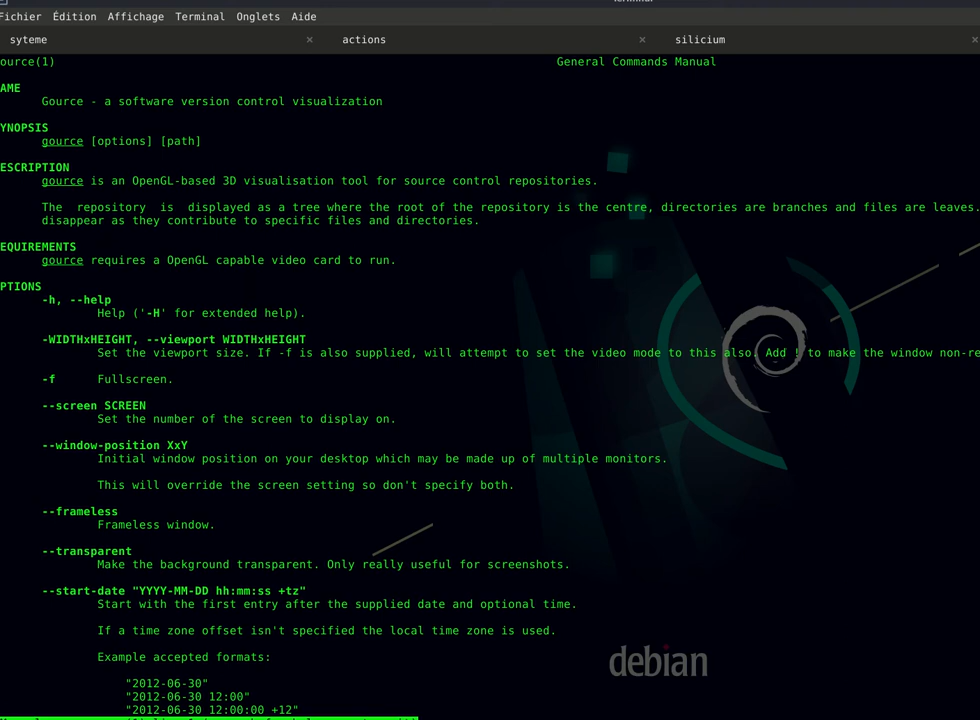 Fichier Édition Affichage Terminal Onglets Aide
syteme × actions × silicium ×
ource(1) General Commands Manual
AME
Gource - a software version control visualization
YNOPSIS
gource [options] [path]
ESCRIPTION
gource is an OpenGL-based 3D visualisation tool for source control repositories.
The repository is displayed as a tree where the root of the repository is the centre, directories are branches and files are leaves.
disappear as they contribute to specific files and directories.
EQUIREMENTS
gource requires a OpenGL capable video card to run.
PTIONS
-h, --help
Help ('-H' for extended help).
-WIDTHxHEIGHT, --viewport WIDTHxHEIGHT
Set the viewport size. If -f is also supplied, will attempt to set the video mode to this also. Add ! to make the window non-re
-f Fullscreen.
--screen SCREEN
Set the number of the screen to display on.
--window-position XxY
Initial window position on your desktop which may be made up of multiple monitors.
This will override the screen setting so don't specify both.
--frameless
Frameless window.
--transparent
Make the background transparent. Only really useful for screenshots.
--start-date "YYYY-MM-DD hh:mm:ss +tz"
Start with the first entry after the supplied date and optional time.
If a time zone offset isn't specified the local time zone is used.
Example accepted formats:
debian
"2012-06-30"
"2012-06-30 12:00"
"2012-06-30 12:00:00 +12"